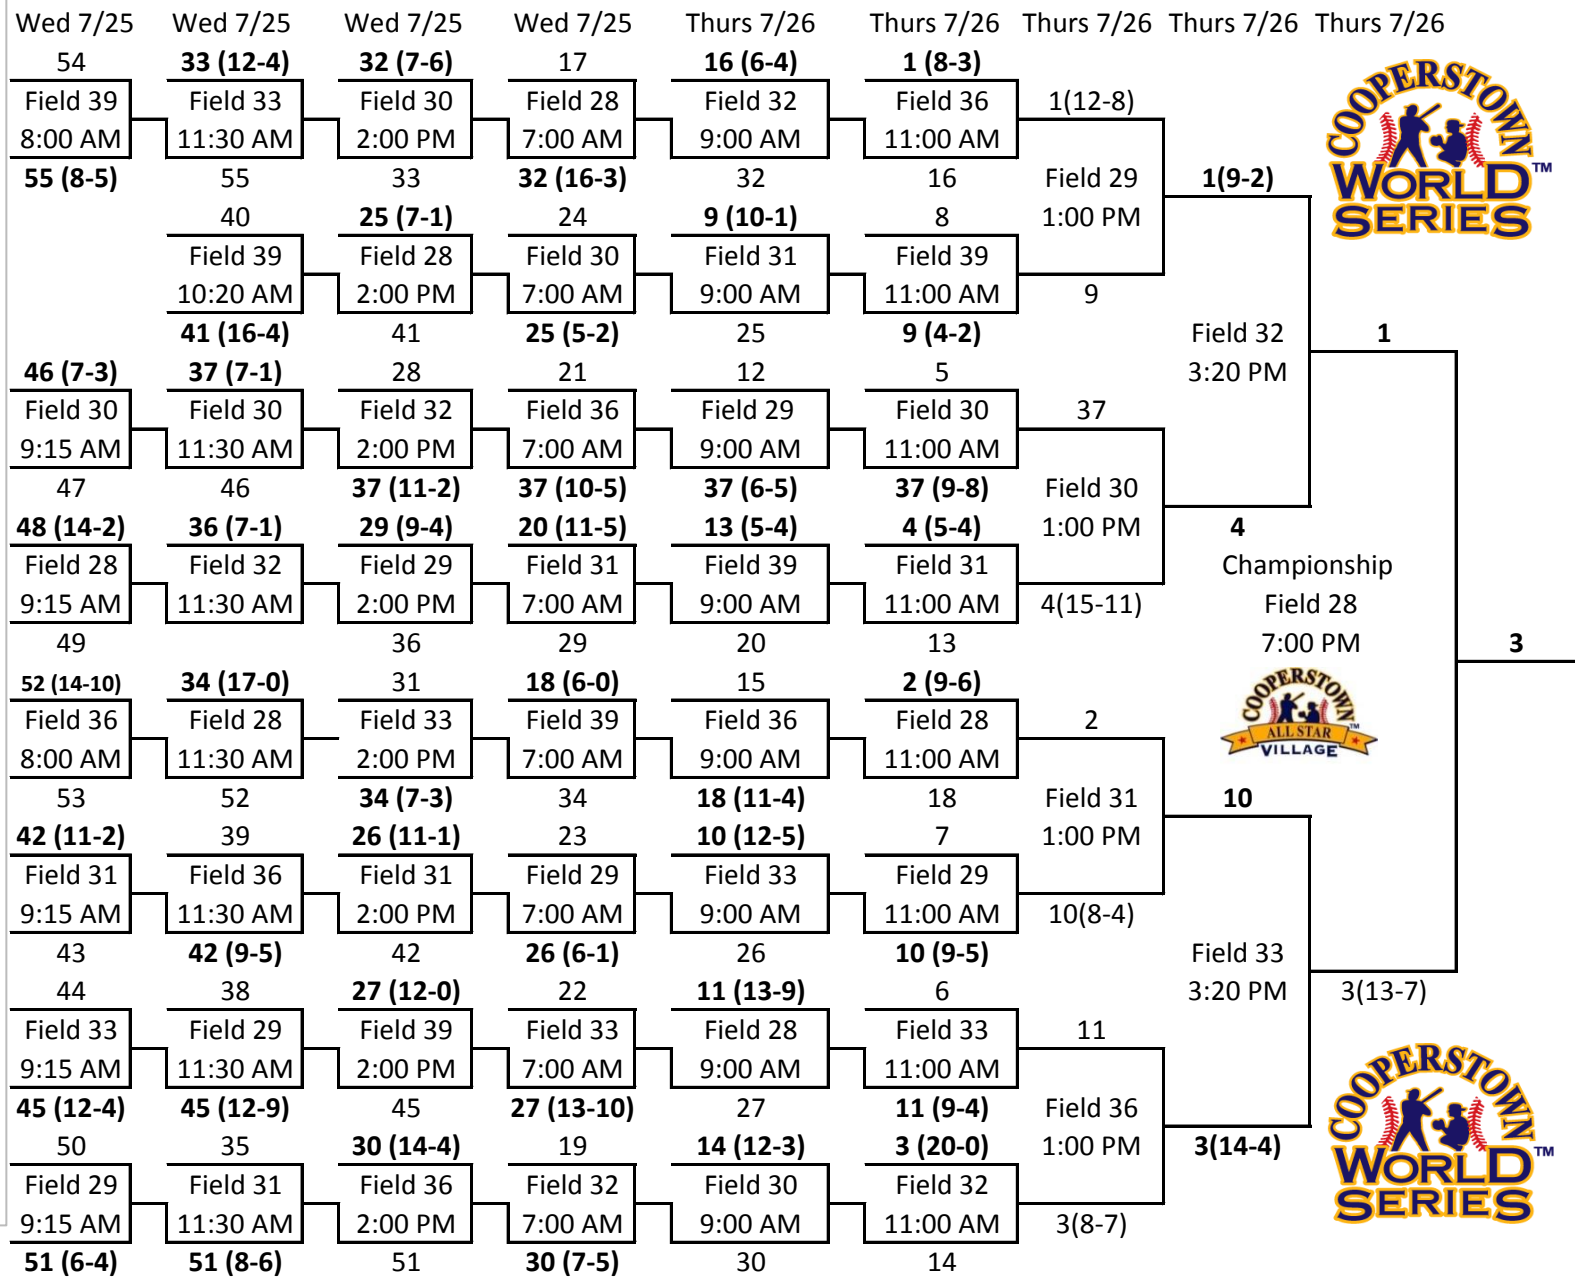 Wed 7/25 Wed 7/25 Wed 7/25 Wed 7/25 Thurs 7/26 Thurs 7/26 Thurs 7/26 Thurs 7/26 Thurs 7/26
54 33 (12-4) 32 (7-6) 17 16 (6-4) 1 (8-3)
Field 39 Field 33 Field 30 Field 28 Field 32 Field 36 1(12-8)
8:00 AM 11:30 AM 2:00 PM 7:00 AM 9:00 AM 11:00 AM
55 (8-5) 55 33 32 (16-3) 32 16 Field 29 1(9-2)
40 25 (7-1) 24 9 (10-1) 8 1:00 PM
Field 39 Field 28 Field 30 Field 31 Field 39
10:20 AM 2:00 PM 7:00 AM 9:00 AM 11:00 AM 9
41 (16-4) 41 25 (5-2) 25 9 (4-2) Field 32 1
46 (7-3) 37 (7-1) 28 21 12 5 3:20 PM
Field 30 Field 30 Field 32 Field 36 Field 29 Field 30 37
9:15 AM 11:30 AM 2:00 PM 7:00 AM 9:00 AM 11:00 AM
47 46 37 (11-2) 37 (10-5) 37 (6-5) 37 (9-8) Field 30
48 (14-2) 36 (7-1) 29 (9-4) 20 (11-5) 13 (5-4) 4 (5-4) 1:00 PM 4
Field 28 Field 32 Field 29 Field 31 Field 39 Field 31 Championship
9:15 AM 11:30 AM 2:00 PM 7:00 AM 9:00 AM 11:00 AM 4(15-11) Field 28
49 36 29 20 13 7:00 PM 3
52 (14-10) 34 (17-0) 31 18 (6-0) 15 2 (9-6)
Field 36 Field 28 Field 33 Field 39 Field 36 Field 28 2
8:00 AM 11:30 AM 2:00 PM 7:00 AM 9:00 AM 11:00 AM
53 52 34 (7-3) 34 18 (11-4) 18 Field 31 10
42 (11-2) 39 26 (11-1) 23 10 (12-5) 7 1:00 PM
Field 31 Field 36 Field 31 Field 29 Field 33 Field 29
9:15 AM 11:30 AM 2:00 PM 7:00 AM 9:00 AM 11:00 AM 10(8-4)
43 42 (9-5) 42 26 (6-1) 26 10 (9-5) Field 33
44 38 27 (12-0) 22 11 (13-9) 6 3:20 PM 3(13-7)
Field 33 Field 29 Field 39 Field 33 Field 28 Field 33 11
9:15 AM 11:30 AM 2:00 PM 7:00 AM 9:00 AM 11:00 AM
45 (12-4) 45 (12-9) 45 27 (13-10) 27 11 (9-4) Field 36
50 35 30 (14-4) 19 14 (12-3) 3 (20-0) 1:00 PM 3(14-4)
Field 29 Field 31 Field 36 Field 32 Field 30 Field 32
9:15 AM 11:30 AM 2:00 PM 7:00 AM 9:00 AM 11:00 AM 3(8-7)
51 (6-4) 51 (8-6) 51 30 (7-5) 30 14
COOPERSTOWN
WORLD™
SERIES
COOPERSTOWN™
ALL STAR
VILLAGE
COOPERSTOWN
WORLD™
SERIES